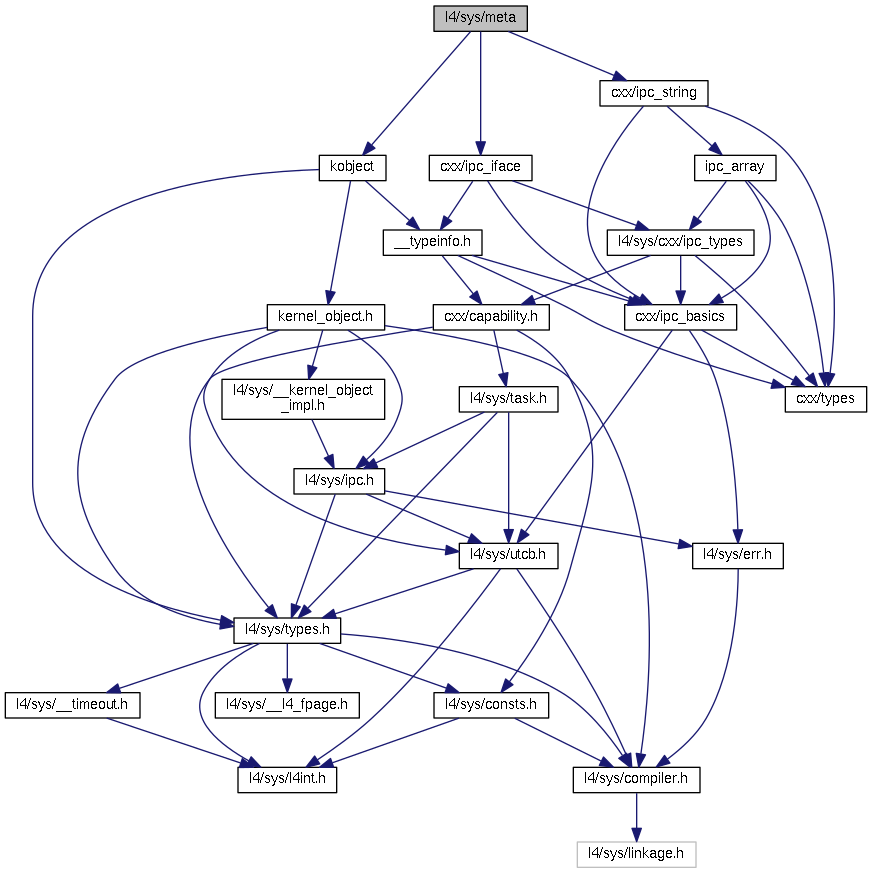 l4/sys/meta
cxx/ipc_string
kobject
cxx/ipc_iface
ipc_array
__typeinfo.h
l4/sys/cxx/ipc_types
kernel_object.h
cxx/capability.h
cxx/ipc_basics
l4/sys/__kernel_object
_impl.h
l4/sys/task.h
cxx/types
l4/sys/ipc.h
l4/sys/utcb.h
l4/sys/err.h
l4/sys/types.h
l4/sys/__timeout.h
l4/sys/__l4_fpage.h
l4/sys/consts.h
l4/sys/l4int.h
l4/sys/compiler.h
l4/sys/linkage.h